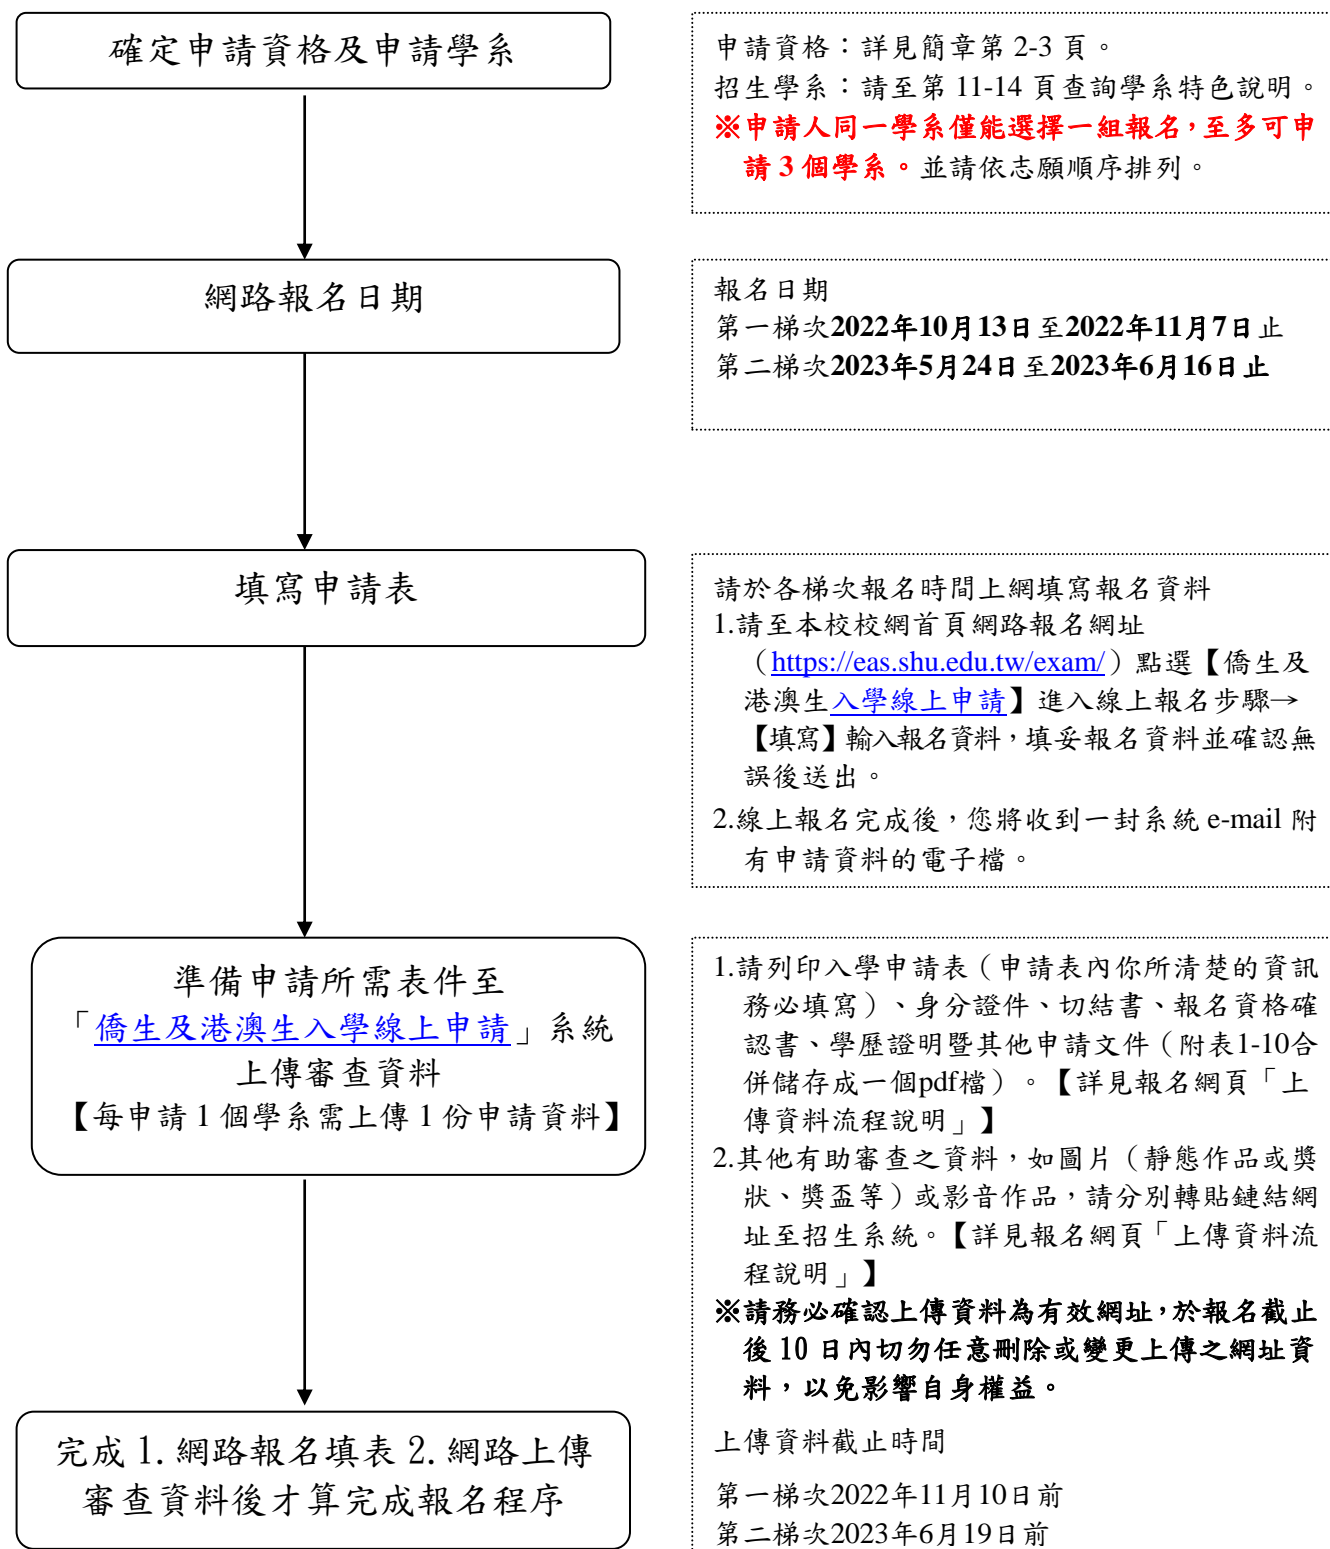 確定申請資格及申請學系
申請資格：詳見簡章第 2-3 頁。
招生學系：請至第 11-14 頁查詢學系特色說明。
※申請人同一學系僅能選擇一組報名，至多可申
請 3 個學系。並請依志願順序排列。
網路報名日期
報名日期
第一梯次2022年10月13日至2022年11月7日止
第二梯次2023年5月24日至2023年6月16日止
填寫申請表
請於各梯次報名時間上網填寫報名資料
1.請至本校校網首頁網路報名網址
（https://eas.shu.edu.tw/exam/）點選【僑生及
港澳生入學線上申請】進入線上報名步驟→
【填寫】輸入報名資料，填妥報名資料並確認無
誤後送出。
2.線上報名完成後，您將收到一封系統 e-mail 附
有申請資料的電子檔。
準備申請所需表件至
「僑生及港澳生入學線上申請」系統
上傳審查資料
【每申請 1 個學系需上傳 1 份申請資料】
1.請列印入學申請表（申請表內你所清楚的資訊
務必填寫）、身分證件、切結書、報名資格確
認書、學歷證明暨其他申請文件（附表1-10合
併儲存成一個pdf檔）。【詳見報名網頁「上
傳資料流程說明」】
2.其他有助審查之資料，如圖片（靜態作品或獎
狀、獎盃等）或影音作品，請分別轉貼鏈結網
址至招生系統。【詳見報名網頁「上傳資料流
程說明」】
※請務必確認上傳資料為有效網址，於報名截止
後 10 日內切勿任意刪除或變更上傳之網址資
料，以免影響自身權益。
上傳資料截止時間
第一梯次2022年11月10日前
第二梯次2023年6月19日前
完成 1. 網路報名填表 2. 網路上傳
審查資料後才算完成報名程序